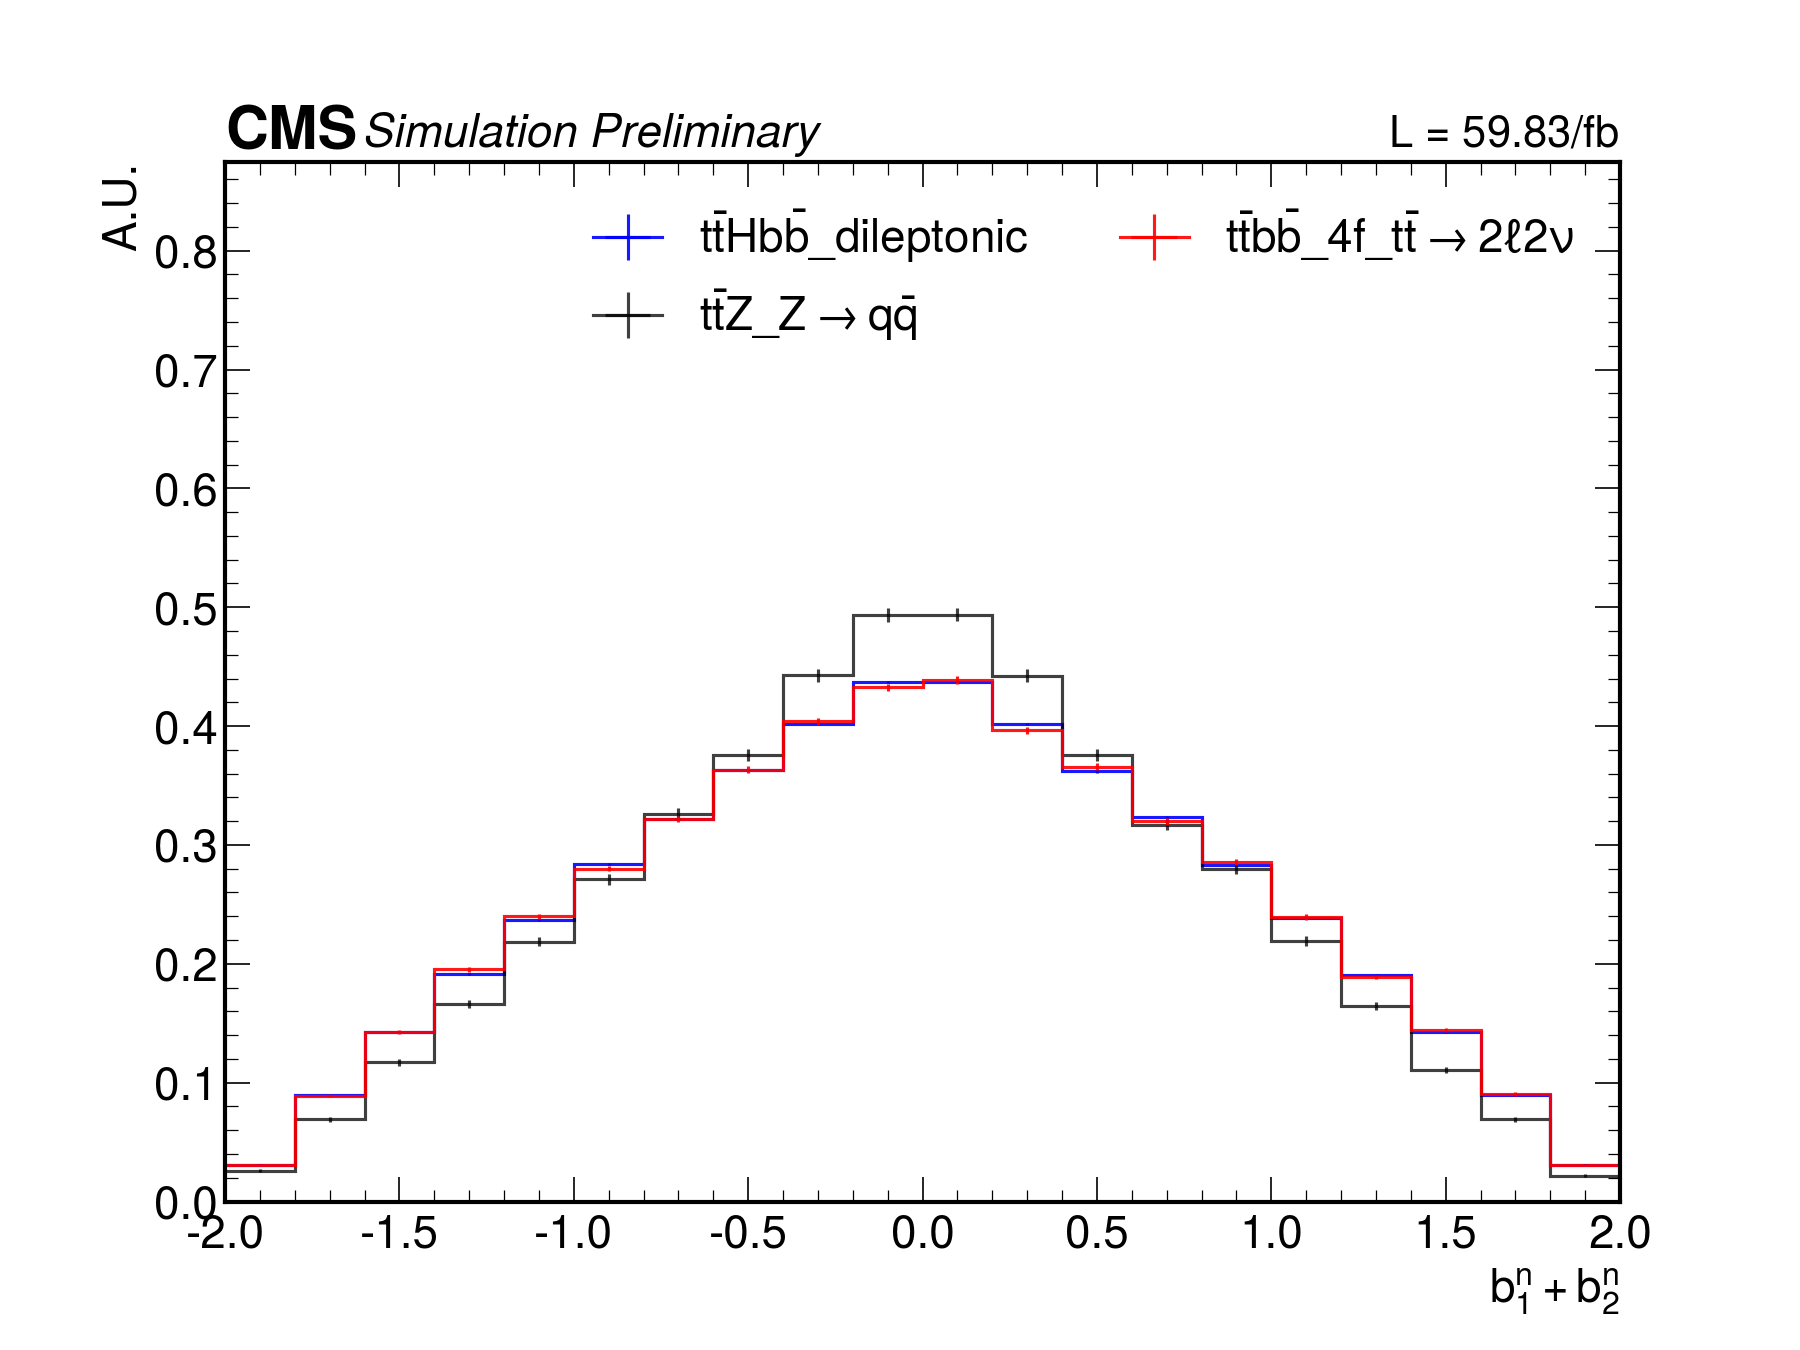 CMS Simulation Preliminary
L = 59.83/fb
A.U.
tt̄Hbb̄_dileptonic
tt̄bb̄_4f_tt̄ → 2ℓ2ν
tt̄Z_Z → qq̄
0.8
0.7
0.6
0.5
0.4
0.3
0.2
0.1
0.0
-2.0 -1.5 -1.0 -0.5 0.0 0.5 1.0 1.5 2.0
b₁ⁿ + b₂ⁿ